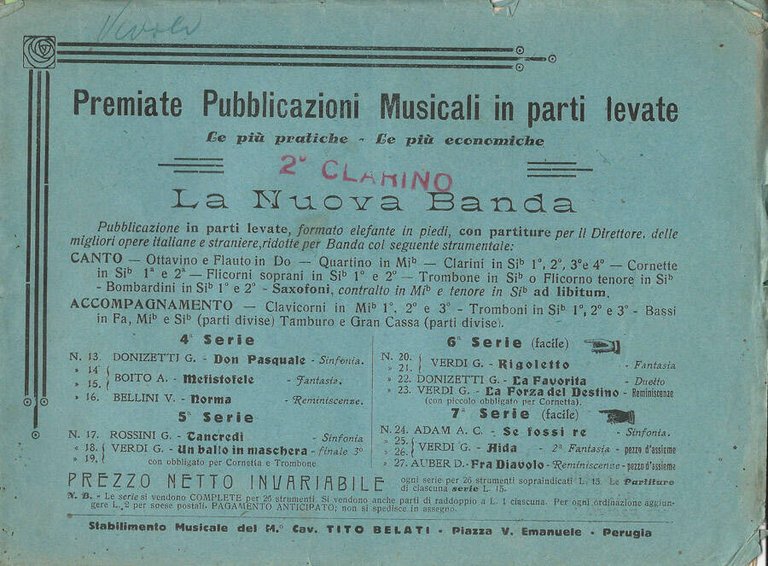 Premiate Pubblicazioni Musicali in parti levate
Le più pratiche - Le più economiche
2° CLARINO
La Nuova Banda
Pubblicazione in parti levate, formato elefante in piedi, con partiture per il Direttore. delle
migliori opere italiane e straniere, ridotte per Banda col seguente strumentale:
CANTO — Ottavino e Flauto in Do — Quartino in Miᵇ — Clarini in Siᵇ 1°, 2°, 3° e 4° — Cornette
in Siᵇ 1ª e 2ª — Flicorni soprani in Siᵇ 1° e 2° — Trombone in Siᵇ o Flicorno tenore in Siᵇ
- Bombardini in Siᵇ 1° e 2° - Saxofoni, contralto in Miᵇ e tenore in Siᵇ ad libitum.
ACCOMPAGNAMENTO — Clavicorni in Miᵇ 1°, 2° e 3° - Tromboni in Siᵇ 1°, 2° e 3° - Bassi
in Fa, Miᵇ e Siᵇ (parti divise) Tamburo e Gran Cassa (parti divise).
4ª Serie
N. 13. DONIZETTI G. - Don Pasquale - Sinfonia.
» 14.
» 15. BOITO A. - Mefistofele - Fantasia.
» 16. BELLINI V. - Norma - Reminiscenze.
5ª Serie
N. 17. ROSSINI G. - Cancredi - Sinfonia
« 18. VERDI G. - Un ballo in maschera - finale 3°
» 19.
con obbligato per Cornetta e Trombone
6ª Serie (facile)
N. 20.
» 21. VERDI G. - Rigoletto - Fantasia
» 22. DONIZETTI G. - La Favorita - Duetto
» 23. VERDI G. - La Forza del Destino - Reminiscenze
(con piccolo obbligato per Cornetta).
7ª Serie (facile)
N. 24. ADAM A. C. - Se fossi re - Sinfonia.
» 25.
» 26. VERDI G. - Aida - 2ª Fantasia - pezzo d'assieme
» 27. AUBER D. - Fra Diavolo - Reminiscenze - pezzo d'assieme
PREZZO NETTO INVARIABILE ogni serie per 26 strumenti sopraindicati L. 15. Le Partiture
di ciascuna serie L. 15.
N. B. - Le serie si vendono COMPLETE per 26 strumenti. Si vendono anche parti di raddoppio a L. 1 ciascuna. Per ogni ordinazione aggiungere
L. 2 per spese postali. PAGAMENTO ANTICIPATO; non si spedisce in assegno.
Stabilimento Musicale del M.° Cav. TITO BELATI - Piazza V. Emanuele - Perugia